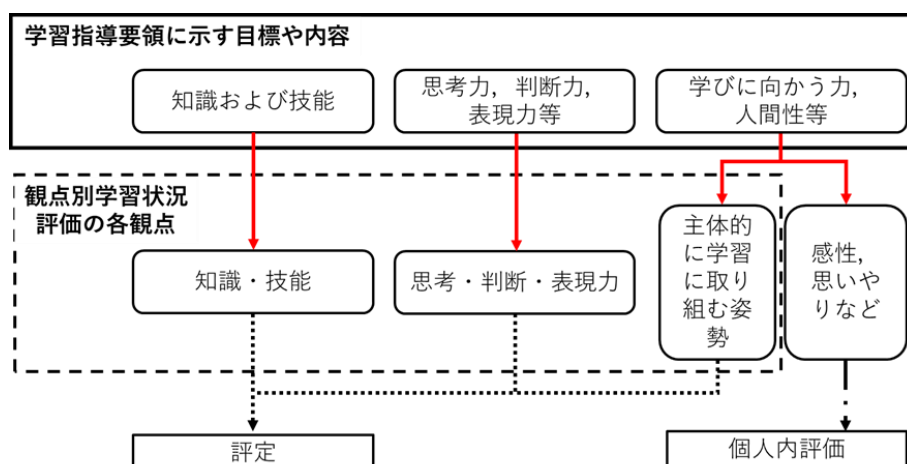 学習指導要領に示す目標や内容
知識および技能
思考力，判断力，
表現力等
学びに向かう力，
人間性等
観点別学習状況
評価の各観点
知識・技能
思考・判断・表現力
主体的
に学習
に取り
組む姿
勢
感性，
思いや
りなど
評定
個人内評価